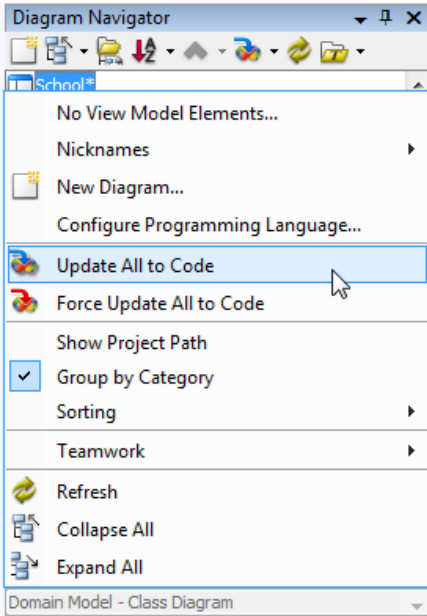 Diagram Navigator
School*
No View Model Elements...
Nicknames
New Diagram...
Configure Programming Language...
Update All to Code
Force Update All to Code
Show Project Path
Group by Category
Sorting
Teamwork
Refresh
Collapse All
Expand All
Domain Model - Class Diagram